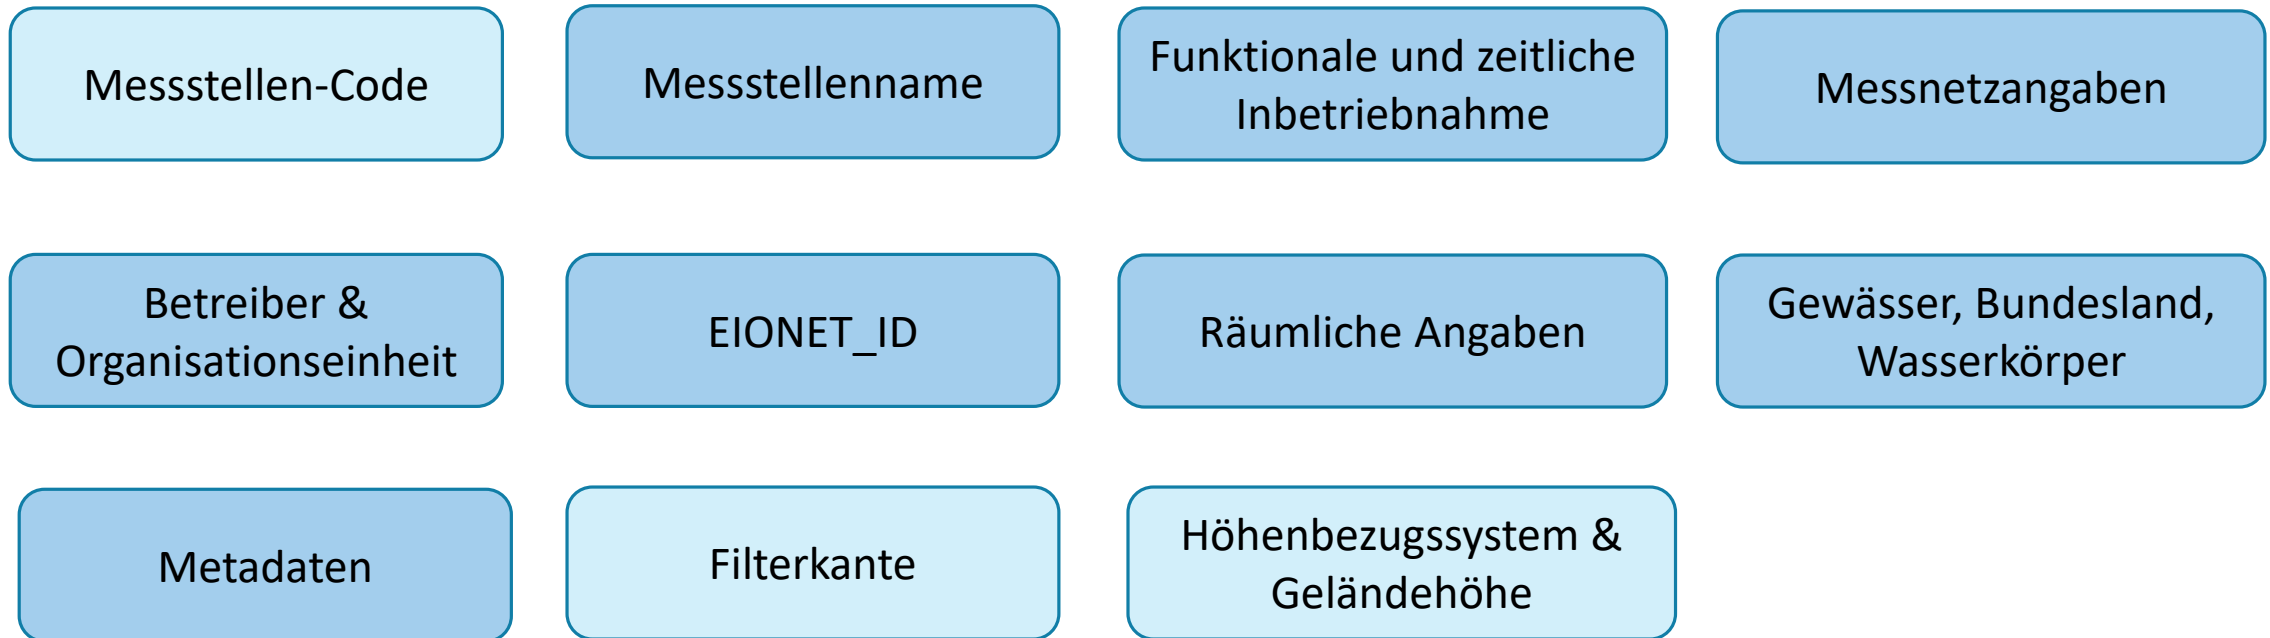 Messstellen-Code
Messstellenname
Funktionale und zeitliche
Inbetriebnahme
Messnetzangaben
Betreiber &
Organisationseinheit
EIONET_ID
Räumliche Angaben
Gewässer, Bundesland,
Wasserkörper
Metadaten
Filterkante
Höhenbezugssystem &
Geländehöhe